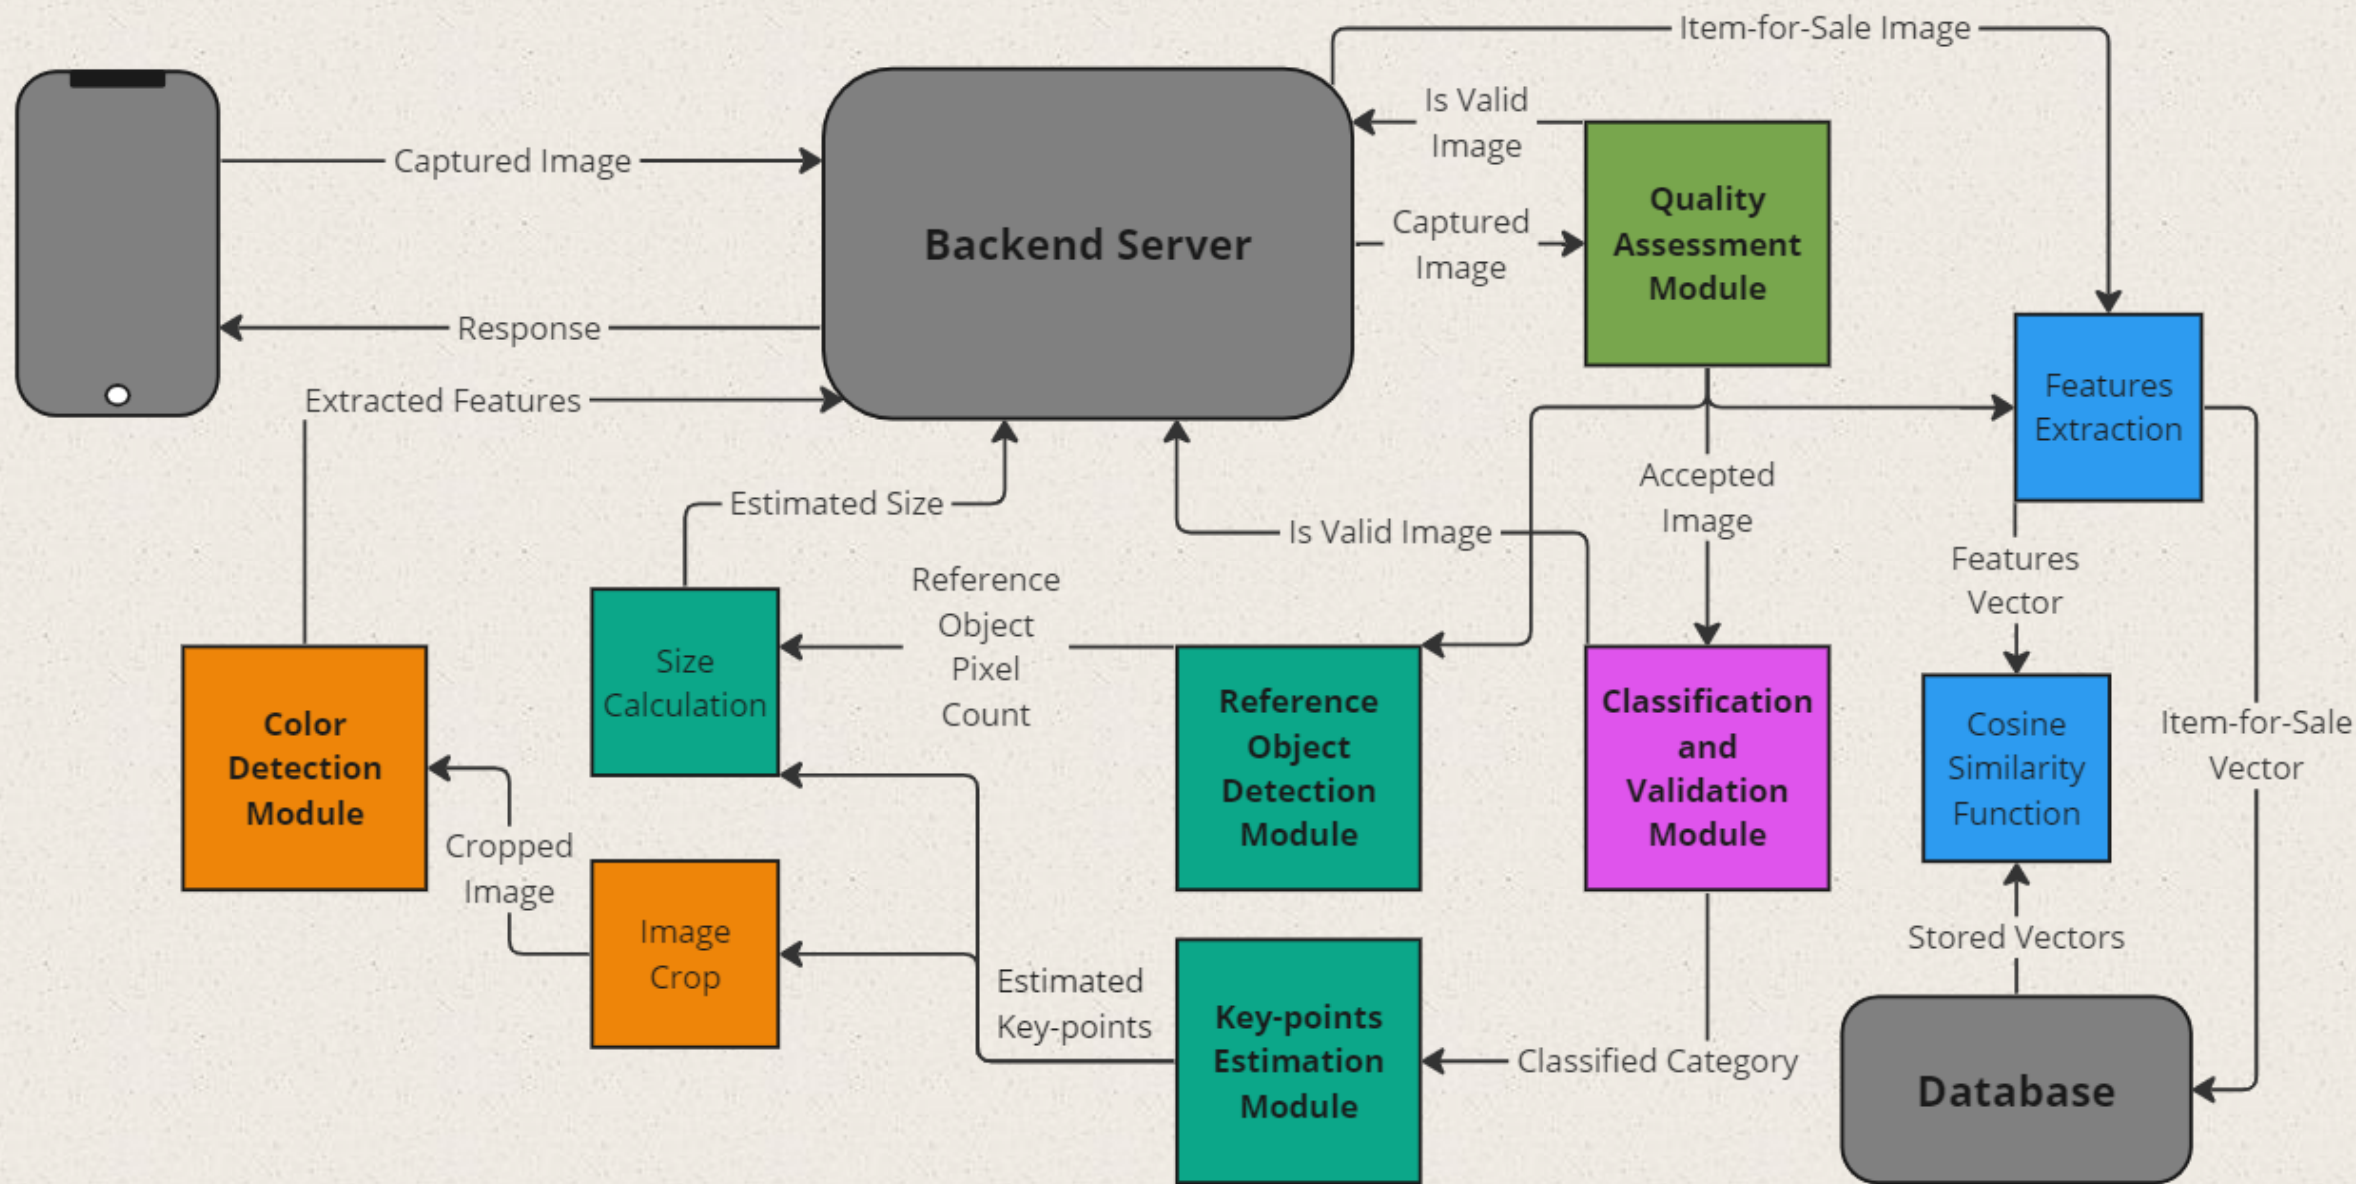 Item-for-Sale Image
Is Valid
Image
Captured Image
Backend Server
Captured
Image
Quality
Assessment
Module
Response
Extracted Features
Features
Extraction
Accepted
Image
Estimated Size
Is Valid Image
Features
Vector
Reference
Object
Pixel
Count
Size
Calculation
Color
Detection
Module
Reference
Object
Detection
Module
Classification
and
Validation
Module
Cosine
Similarity
Function
Item-for-Sale
Vector
Cropped
Image
Image
Crop
Stored Vectors
Estimated
Key-points
Key-points
Estimation
Module
Classified Category
Database